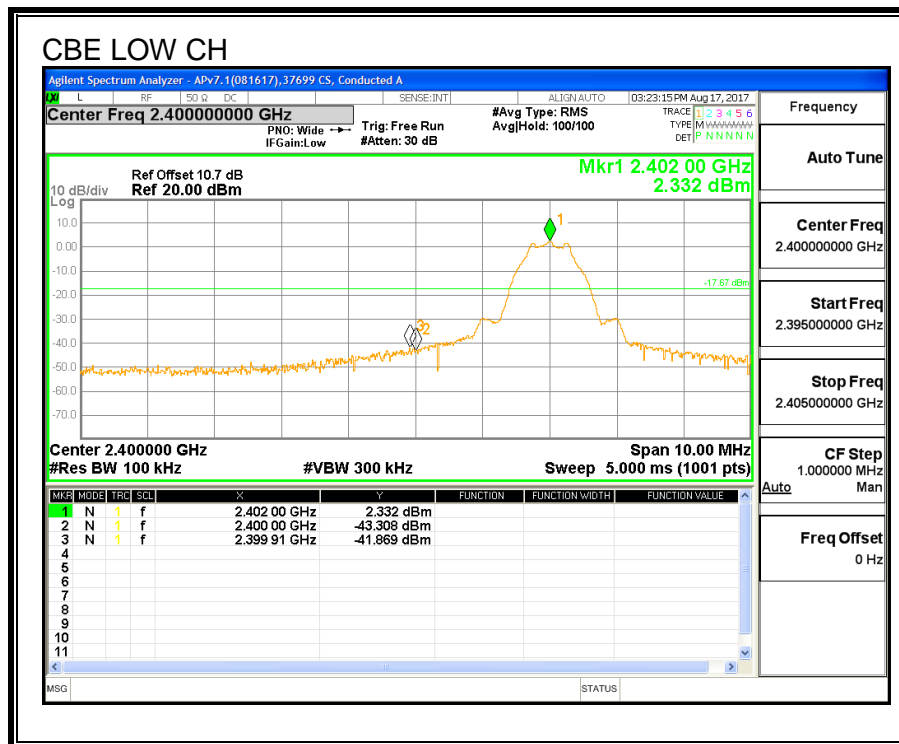 CBE LOW CH
Agilent Spectrum Analyzer - APv7.1(081617),37699 CS, Conducted A
LXI L RF 50 Ω DC SENSE:INT ALIGN AUTO 03:23:15 PM Aug 17, 2017
Center Freq 2.400000000 GHz
PNO: Wide
IFGain:Low
Trig: Free Run
#Atten: 30 dB
#Avg Type: RMS
Avg|Hold: 100/100
TRACE 1 2 3 4 5 6
TYPE M WWWWW
DET P N N N N N
Mkr1 2.402 00 GHz
2.332 dBm
Ref Offset 10.7 dB
10 dB/div Ref 20.00 dBm
Log
10.0
0.00
-10.0
-20.0
-30.0
-40.0
-50.0
-60.0
-70.0
1
-17.67 dBm
3 2
Center 2.400000 GHz Span 10.00 MHz
#Res BW 100 kHz #VBW 300 kHz Sweep 5.000 ms (1001 pts)
MKR MODE TRC SCL X Y FUNCTION FUNCTION WIDTH FUNCTION VALUE
1 N 1 f 2.402 00 GHz 2.332 dBm
2 N 1 f 2.400 00 GHz -43.308 dBm
3 N 1 f 2.399 91 GHz -41.869 dBm
4
5
6
7
8
9
10
11
MSG STATUS
Frequency
Auto Tune
Center Freq
2.400000000 GHz
Start Freq
2.395000000 GHz
Stop Freq
2.405000000 GHz
CF Step
1.000000 MHz
Auto Man
Freq Offset
0 Hz